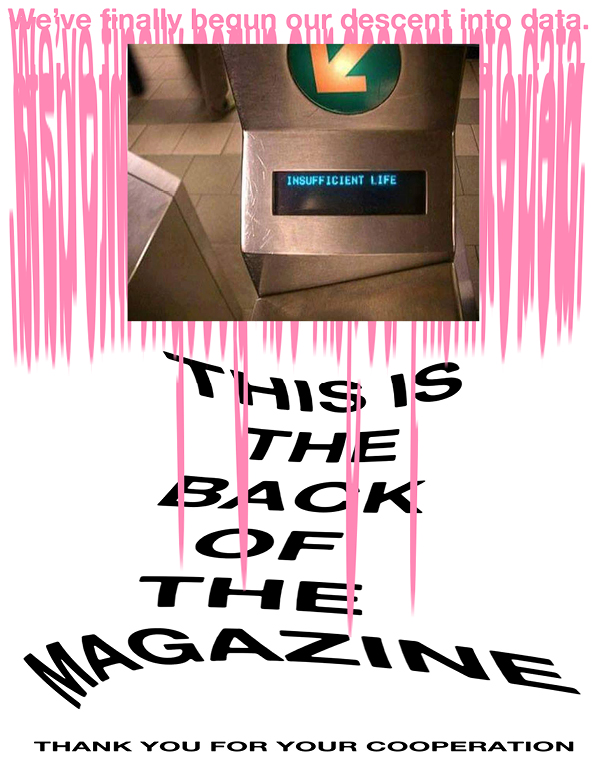 We've finally begun our descent into data.
INSUFFICIENT LIFE
THIS IS
THE
BACK
OF
THE
MAGAZINE
THANK YOU FOR YOUR COOPERATION